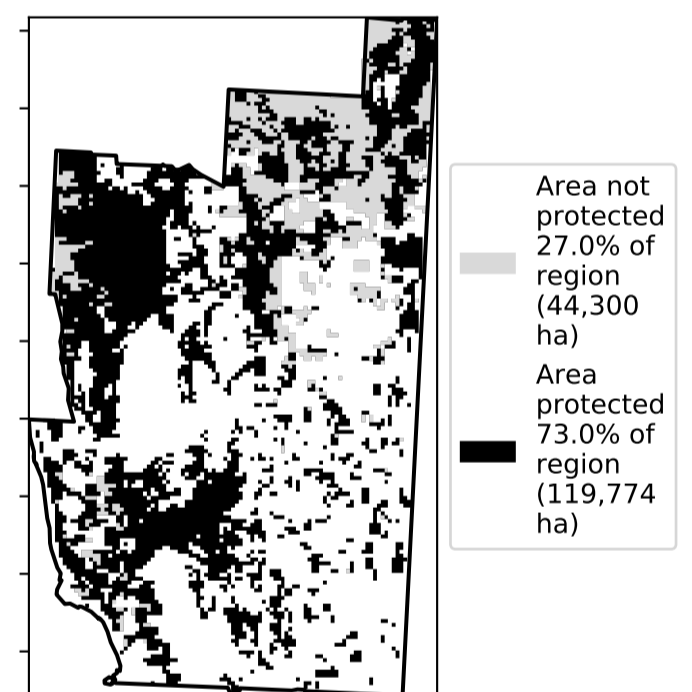 Area not
protected
27.0% of
region
(44,300
ha)
Area
protected
73.0% of
region
(119,774
ha)